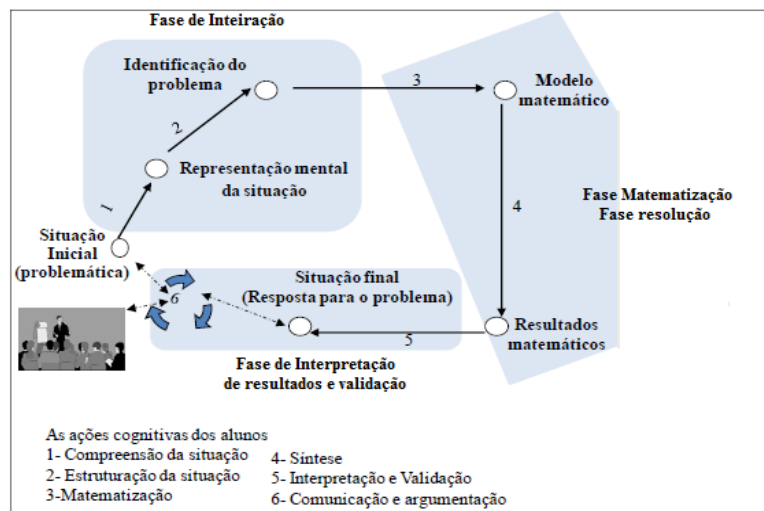 Fase de Inteiração
Identificação do
problema
3
Modelo
matemático
2
Representação mental
da situação
Fase Matematização
Fase resolução
1
4
Situação
Inicial
(problemática)
Situação final
(Resposta para o problema)
6
5
Resultados
matemáticos
Fase de Interpretação
de resultados e validação
As ações cognitivas dos alunos
1- Compreensão da situação
2- Estruturação da situação
3-Matematização
4- Síntese
5- Interpretação e Validação
6- Comunicação e argumentação